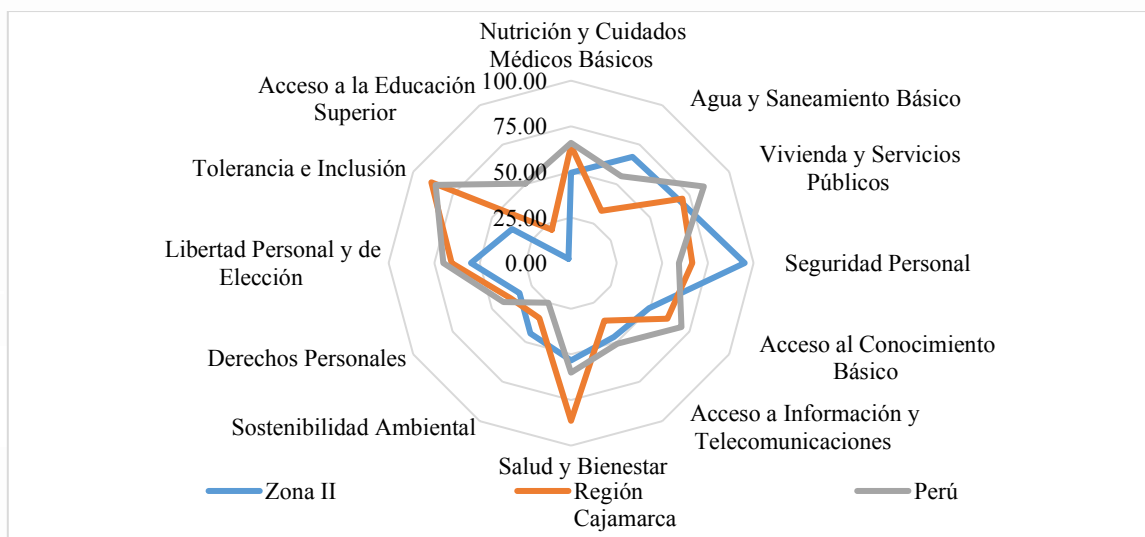 Nutrición y Cuidados
Médicos Básicos
100.00
75.00
50.00
25.00
0.00
Agua y Saneamiento Básico
Vivienda y Servicios
Públicos
Seguridad Personal
Acceso al Conocimiento
Básico
Acceso a Información y
Telecomunicaciones
Salud y Bienestar
Sostenibilidad Ambiental
Derechos Personales
Libertad Personal y de
Elección
Tolerancia e Inclusión
Acceso a la Educación
Superior
Zona II
Región
Cajamarca
Perú